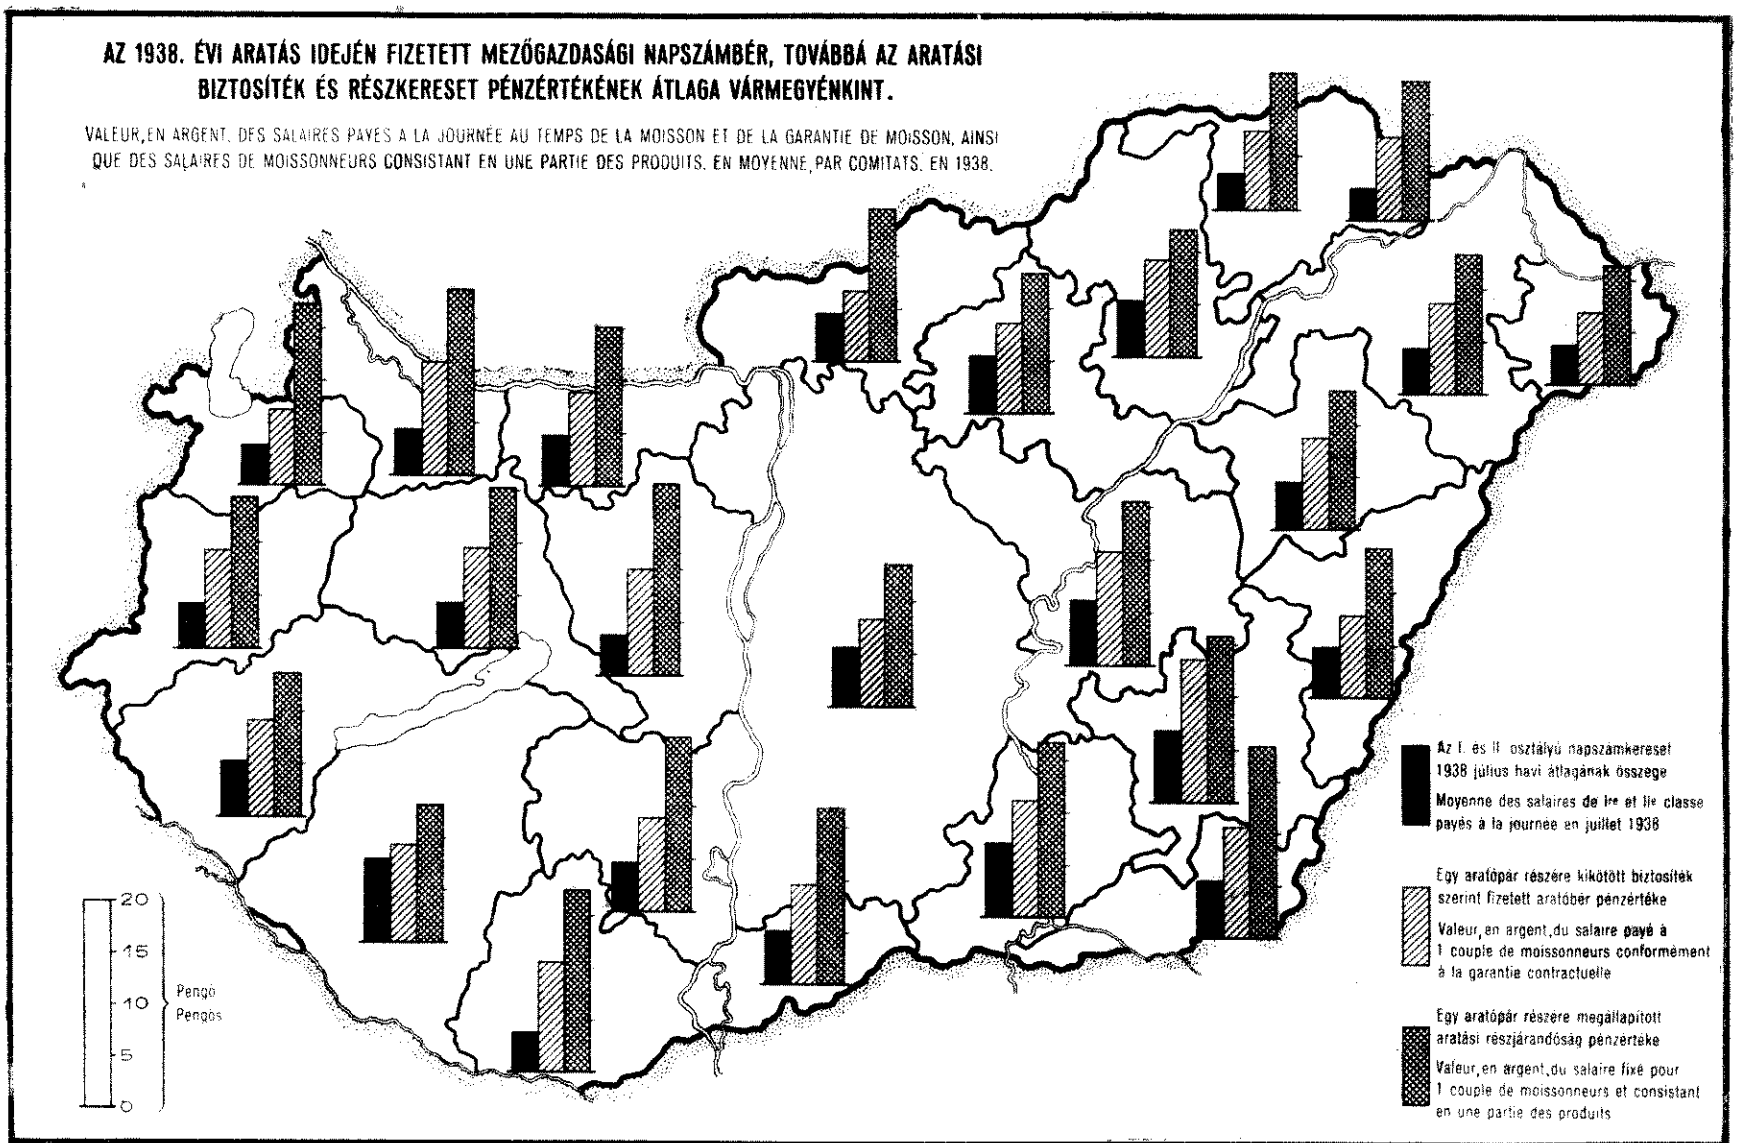 AZ 1938. ÉVI ARATÁS IDEJÉN FIZETETT MEZŐGAZDASÁGI NAPSZÁMBÉR, TOVÁBBÁ AZ ARATÁSI
BIZTOSÍTÉK ÉS RÉSZKERESET PÉNZÉRTÉKÉNEK ÁTLAGA VÁRMEGYÉNKINT.
VALEUR, EN ARGENT, DES SALAIRES PAYÉS A LA JOURNÉE AU TEMPS DE LA MOISSON ET DE LA GARANTIE DE MOISSON, AINSI
QUE DES SALAIRES DE MOISSONNEURS CONSISTANT EN UNE PARTIE DES PRODUITS. EN MOYENNE, PAR COMITATS. EN 1938.
Az I. és II. osztályú napszámkereset
1938 július havi átlagának összege
Moyenne des salaires de Ire et IIe classe
payés à la journée en juillet 1938
Egy aratópár részére kikötött biztosíték
szerint fizetett aratóbér pénzértéke
Valeur, en argent, du salaire payé à
1 couple de moissonneurs conformément
à la garantie contractuelle
Egy aratópár részére megállapított
aratási részjárandóság pénzértéke
Valeur, en argent, du salaire fixé pour
1 couple de moissonneurs et consistant
en une partie des produits
20
15
10
5
0
Pengő
Pengős